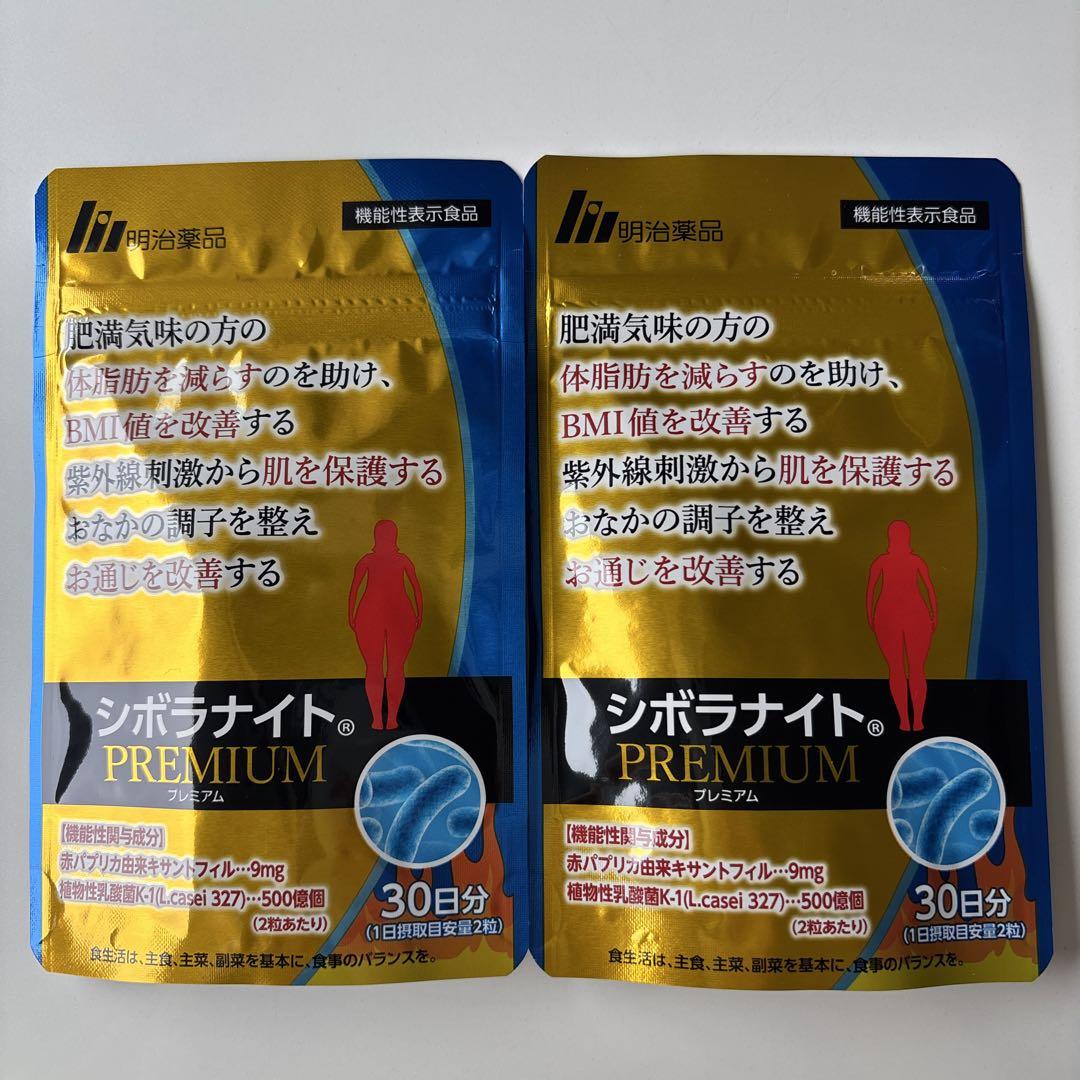 明治薬品
機能性表示食品
肥満気味の方の
体脂肪を減らすのを助け、
BMI値を改善する
紫外線刺激から肌を保護する
おなかの調子を整え
お通じを改善する
シボラナイト®
PREMIUM
プレミアム
【機能性関与成分】
赤パプリカ由来キサントフィル…9mg
植物性乳酸菌K-1(L.casei 327)…500億個
(2粒あたり)
30日分
(1日摂取目安量2粒)
食生活は、主食、主菜、副菜を基本に、食事のバランスを。
明治薬品
機能性表示食品
肥満気味の方の
体脂肪を減らすのを助け、
BMI値を改善する
紫外線刺激から肌を保護する
おなかの調子を整え
お通じを改善する
シボラナイト®
PREMIUM
プレミアム
【機能性関与成分】
赤パプリカ由来キサントフィル…9mg
植物性乳酸菌K-1(L.casei 327)…500億個
(2粒あたり)
30日分
(1日摂取目安量2粒)
食生活は、主食、主菜、副菜を基本に、食事のバランスを。